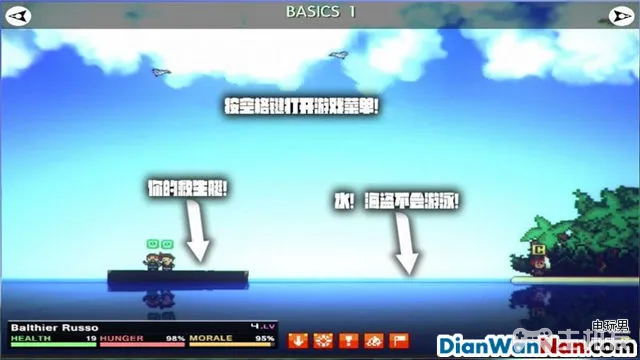 BASICS 1
按空格键打开游戏菜单!
你的救生艇!
水! 海盗不会游泳!
C
Balthier Russo
4.LV
HEALTH 19 HUNGER 98% MORALE 95%
电玩男
DianWanNan.com